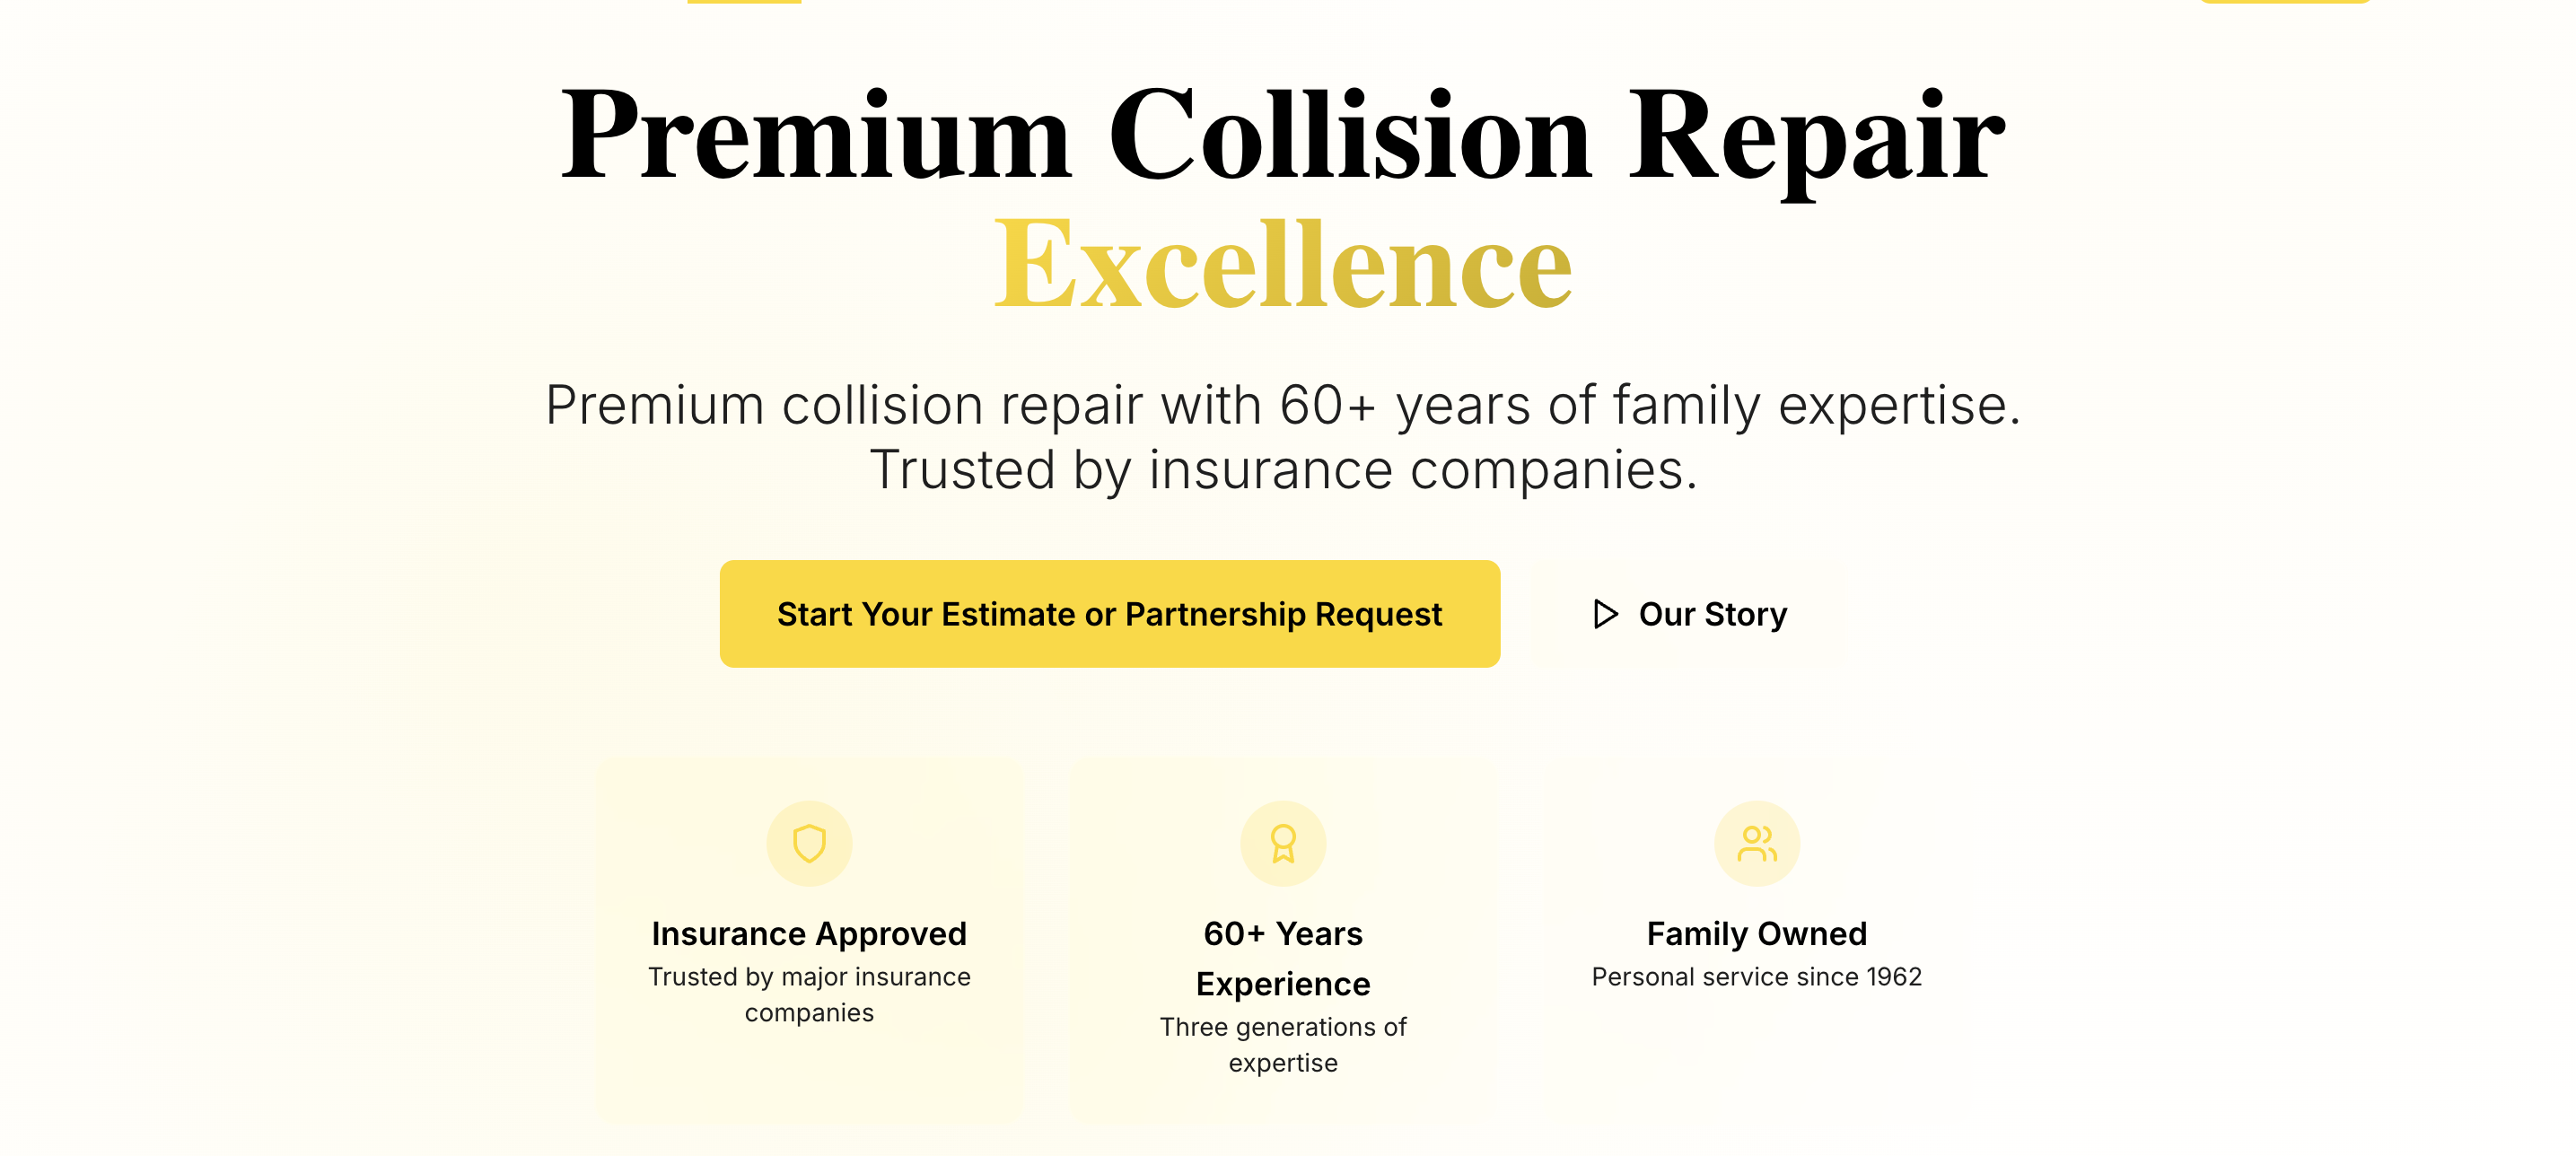 Premium Collision Repair
Excellence
Premium collision repair with 60+ years of family expertise.
Trusted by insurance companies.
Start Your Estimate or Partnership Request
Our Story
Insurance Approved
Trusted by major insurance
companies
60+ Years
Experience
Three generations of
expertise
Family Owned
Personal service since 1962